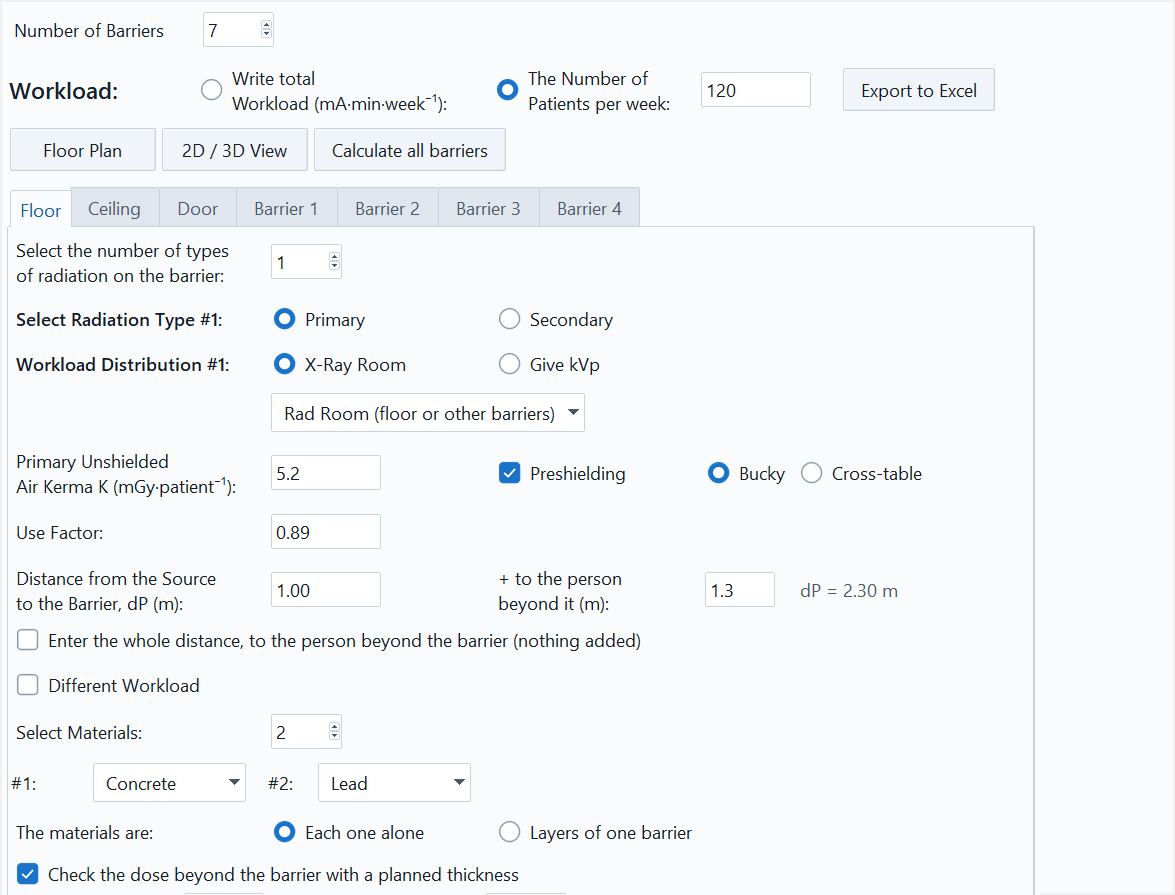 Number of Barriers 7
Workload: Write total Workload (mA·min·week⁻¹): The Number of Patients per week: 120 Export to Excel
Floor Plan 2D / 3D View Calculate all barriers
Floor Ceiling Door Barrier 1 Barrier 2 Barrier 3 Barrier 4
Select the number of types
of radiation on the barrier: 1
Select Radiation Type #1: Primary Secondary
Workload Distribution #1: X-Ray Room Give kVp
Rad Room (floor or other barriers)
Primary Unshielded
Air Kerma K (mGy·patient⁻¹): 5.2 Preshielding Bucky Cross-table
Use Factor: 0.89
Distance from the Source
to the Barrier, dP (m): 1.00 + to the person beyond it (m): 1.3 dP = 2.30 m
Enter the whole distance, to the person beyond the barrier (nothing added)
Different Workload
Select Materials: 2
#1: Concrete #2: Lead
The materials are: Each one alone Layers of one barrier
Check the dose beyond the barrier with a planned thickness